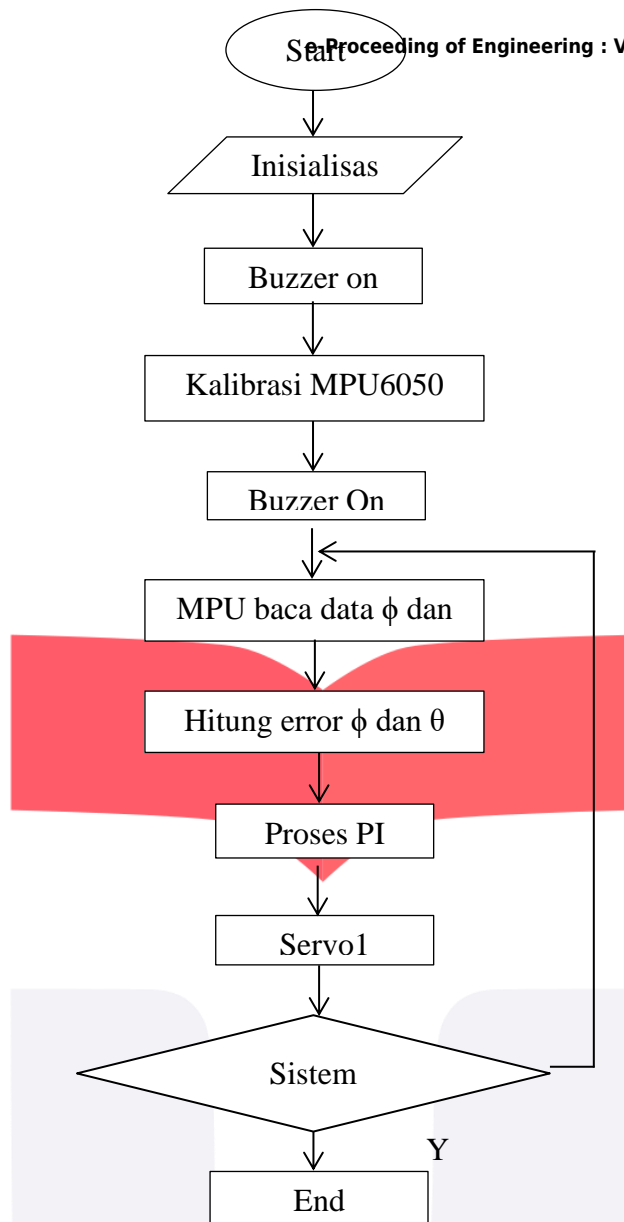 e-Proceeding of Engineering : V
Start
Inisialisas
Buzzer on
Kalibrasi MPU6050
Buzzer On
MPU baca data ϕ dan
Hitung error ϕ dan θ
Proses PI
Servo1
Sistem
Y
End